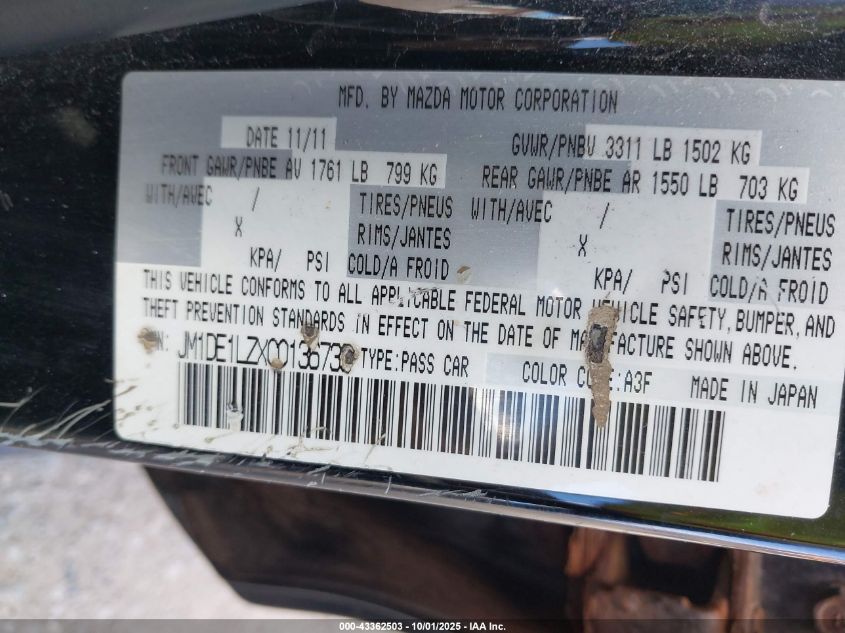 MFD. BY MAZDA MOTOR CORPORATION
DATE 11/11 GVWR/PNBV 3311 LB 1502 KG
FRONT GAWR/PNBE AV 1761 LB 799 KG REAR GAWR/PNBE AR 1550 LB 703 KG
WITH/AVEC / TIRES/PNEUS WITH/AVEC / TIRES/PNEUS
X RIMS/JANTES X RIMS/JANTES
KPA/ PSI COLD/A FROID KPA/ PSI COLD/A FROID
THIS VEHICLE CONFORMS TO ALL APPLICABLE FEDERAL MOTOR VEHICLE SAFETY, BUMPER, AND
THEFT PREVENTION STANDARDS IN EFFECT ON THE DATE OF MANUFACTURE SHOWN ABOVE.
TYPE:PASS CAR COLOR CODE:A3F MADE IN JAPAN
000-43362503 - 10/01/2025 - IAA Inc.